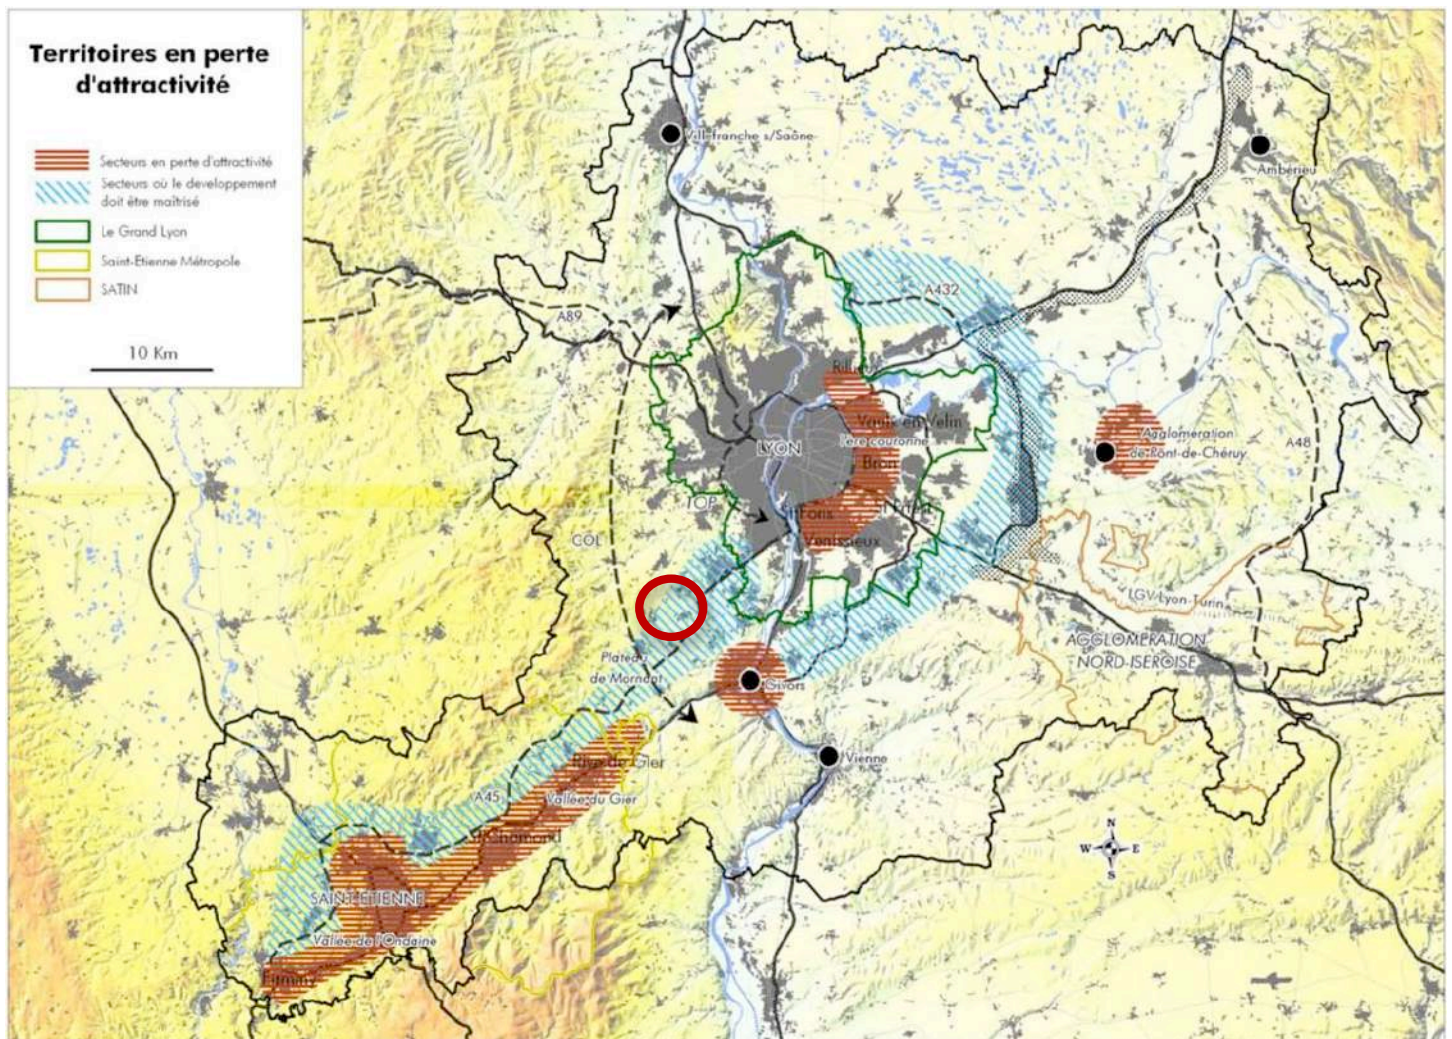 Territoires en perte
d'attractivité
Secteurs en perte d'attractivité
Secteurs où le developpement
doit être maîtrisé
Le Grand Lyon
Saint-Etienne Métropole
SATIN
10 Km
Villefranche s/Saône
Ambérieu
A432
A89
Vaulx en Velin
1ère couronne
LYON
Agglomération
de Pont-de-Chéruy
A48
Bron
TOP
St Fons
Venissieux
COL
LGV Lyon-Turin
AGGLOMERATION
NORD-ISEROISE
Plateau
de Mornant
Givors
Vienne
Rive de Gier
A45
Vallée du Gier
St Chamond
N
W E
S
SAINT-ETIENNE
Vallée de l'Ondaine
Firminy